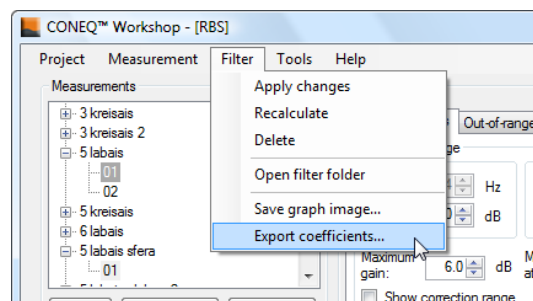 CONEQ™ Workshop - [RBS]
Project Measurement Filter Tools Help
Measurements
Apply changes
Recalculate
Delete
Open filter folder
Save graph image...
Export coefficients...
3 kreisais
3 kreisais 2
5 labais
01
02
5 kreisais
6 labais
5 labais sfera
01
Out-of-range
Hz
dB
Maximum
gain:
6.0
dB
Show correction range